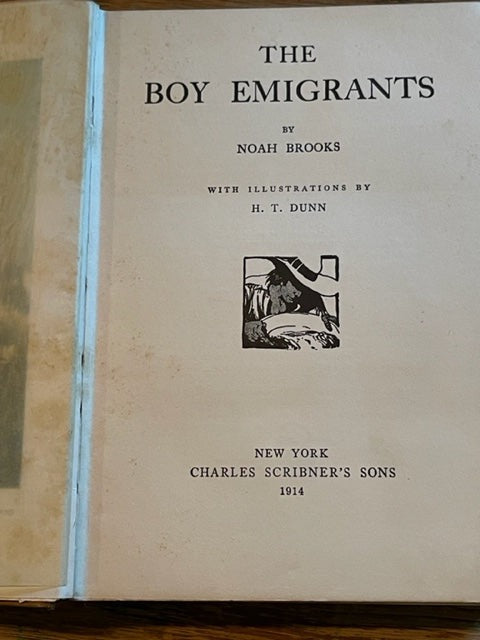 THE
BOY EMIGRANTS
BY
NOAH BROOKS
WITH ILLUSTRATIONS BY
H. T. DUNN
NEW YORK
CHARLES SCRIBNER'S SONS
1914